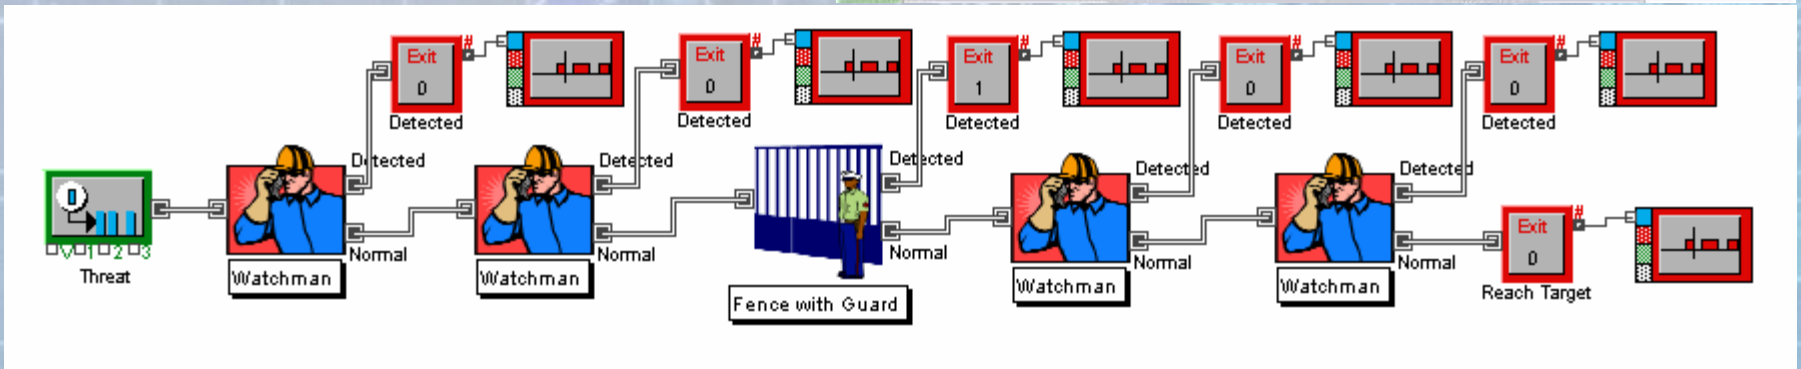 Exit # 0 Detected
Exit # 0 Detected
Exit # 1 Detected
Exit # 0 Detected
Exit # 0 Detected
V 1 2 3
Threat
Detected
Normal
Watchman
Detected
Normal
Watchman
Detected
Normal
Fence with Guard
Detected
Normal
Watchman
Detected
Normal
Watchman
Exit # 0
Reach Target